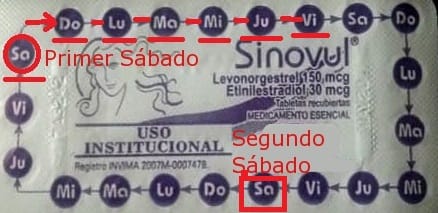 Do Lu Ma Mi Ju Vi Sa Do
Sa Primer Sábado
Sinovul
Lu
Levonorgestrel 150 mcg
Etinilestradiol 30 mcg
Tabletas recubiertas
Vi
MEDICAMENTO ESENCIAL
Ma
USO
INSTITUCIONAL
Segundo
Sábado
Ju
Registro INVIMA 2007M-0007478
Mi
Mi Ma Lu Do Sa Vi Ju